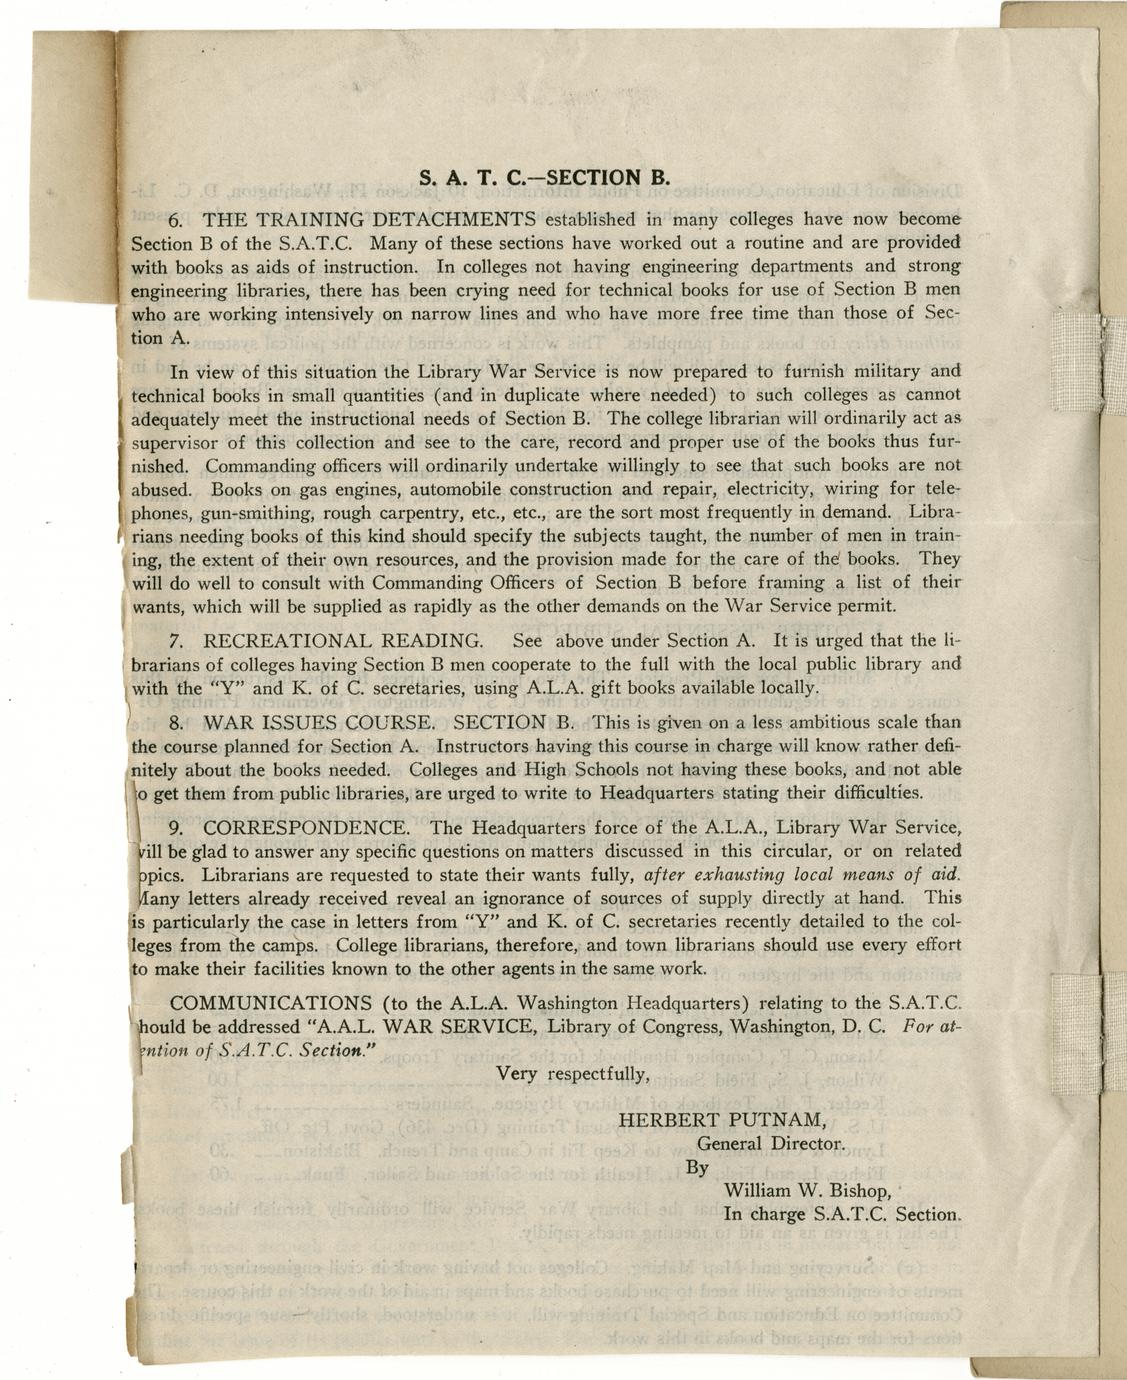 S. A. T. C.—SECTION B.
6. THE TRAINING DETACHMENTS established in many colleges have now become
Section B of the S.A.T.C. Many of these sections have worked out a routine and are provided
with books as aids of instruction. In colleges not having engineering departments and strong
engineering libraries, there has been crying need for technical books for use of Section B men
who are working intensively on narrow lines and who have more free time than those of Sec-
tion A.
In view of this situation the Library War Service is now prepared to furnish military and
technical books in small quantities (and in duplicate where needed) to such colleges as cannot
adequately meet the instructional needs of Section B. The college librarian will ordinarily act as
supervisor of this collection and see to the care, record and proper use of the books thus fur-
nished. Commanding officers will ordinarily undertake willingly to see that such books are not
abused. Books on gas engines, automobile construction and repair, electricity, wiring for tele-
phones, gun-smithing, rough carpentry, etc., etc., are the sort most frequently in demand. Libra-
rians needing books of this kind should specify the subjects taught, the number of men in train-
ing, the extent of their own resources, and the provision made for the care of the books. They
will do well to consult with Commanding Officers of Section B before framing a list of their
wants, which will be supplied as rapidly as the other demands on the War Service permit.
7. RECREATIONAL READING. See above under Section A. It is urged that the li-
brarians of colleges having Section B men cooperate to the full with the local public library and
with the “Y” and K. of C. secretaries, using A.L.A. gift books available locally.
8. WAR ISSUES COURSE. SECTION B. This is given on a less ambitious scale than
the course planned for Section A. Instructors having this course in charge will know rather defi-
nitely about the books needed. Colleges and High Schools not having these books, and not able
to get them from public libraries, are urged to write to Headquarters stating their difficulties.
9. CORRESPONDENCE. The Headquarters force of the A.L.A., Library War Service,
will be glad to answer any specific questions on matters discussed in this circular, or on related
opics. Librarians are requested to state their wants fully, after exhausting local means of aid.
Many letters already received reveal an ignorance of sources of supply directly at hand. This
is particularly the case in letters from “Y” and K. of C. secretaries recently detailed to the col-
leges from the camps. College librarians, therefore, and town librarians should use every effort
to make their facilities known to the other agents in the same work.
COMMUNICATIONS (to the A.L.A. Washington Headquarters) relating to the S.A.T.C.
hould be addressed “A.A.L. WAR SERVICE, Library of Congress, Washington, D. C. For at-
ention of S.A.T.C. Section.”
Very respectfully,
HERBERT PUTNAM,
General Director.
By
William W. Bishop,
In charge S.A.T.C. Section.